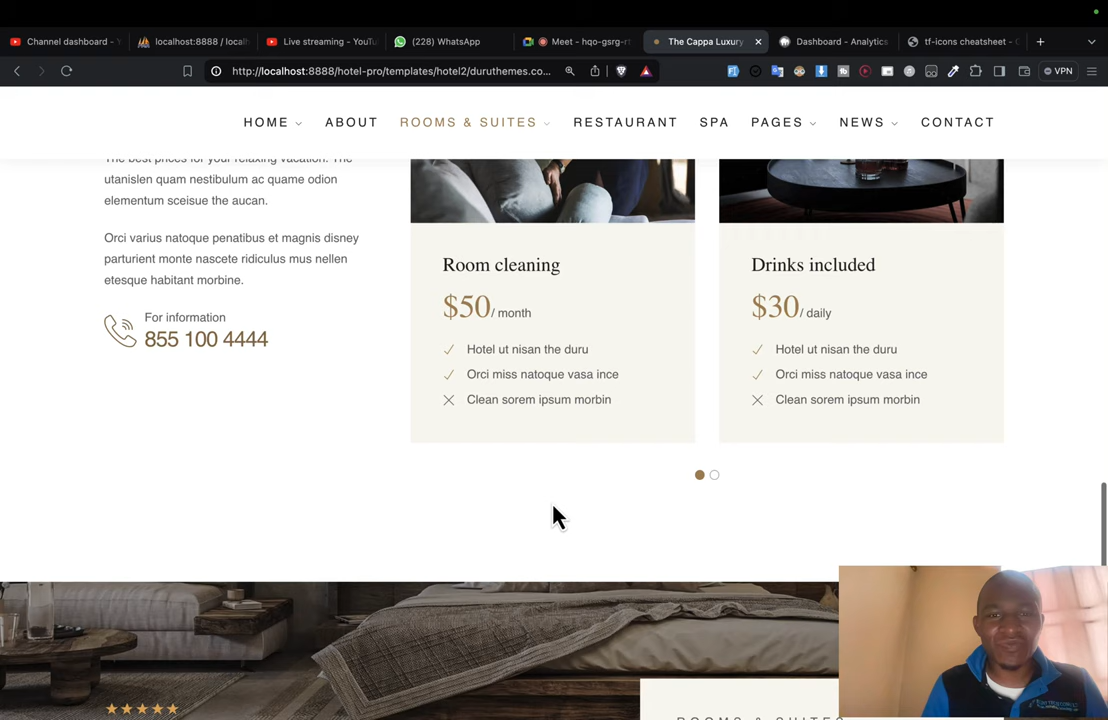 Channel dashboard - Y
localhost:8888 / local
Live streaming - YouTu
(228) WhatsApp
Meet - hqo-gsrg-r
The Cappa Luxury
Dashboard - Analytics
tf-icons cheatsheet -
http://localhost:8888/hotel-pro/templates/hotel2/duruthemes.co...
VPN
HOME
ABOUT
ROOMS & SUITES
RESTAURANT
SPA
PAGES
NEWS
CONTACT
The best prices for your relaxing vacation. The
utanislen quam nestibulum ac quame odion
elementum sceisue the aucan.
Orci varius natoque penatibus et magnis disney
parturient monte nascete ridiculus mus nellen
etesque habitant morbine.
For information
855 100 4444
Room cleaning
$50/ month
Hotel ut nisan the duru
Orci miss natoque vasa ince
Clean sorem ipsum morbin
Drinks included
$30/ daily
Hotel ut nisan the duru
Orci miss natoque vasa ince
Clean sorem ipsum morbin
ROOMS & SUITES